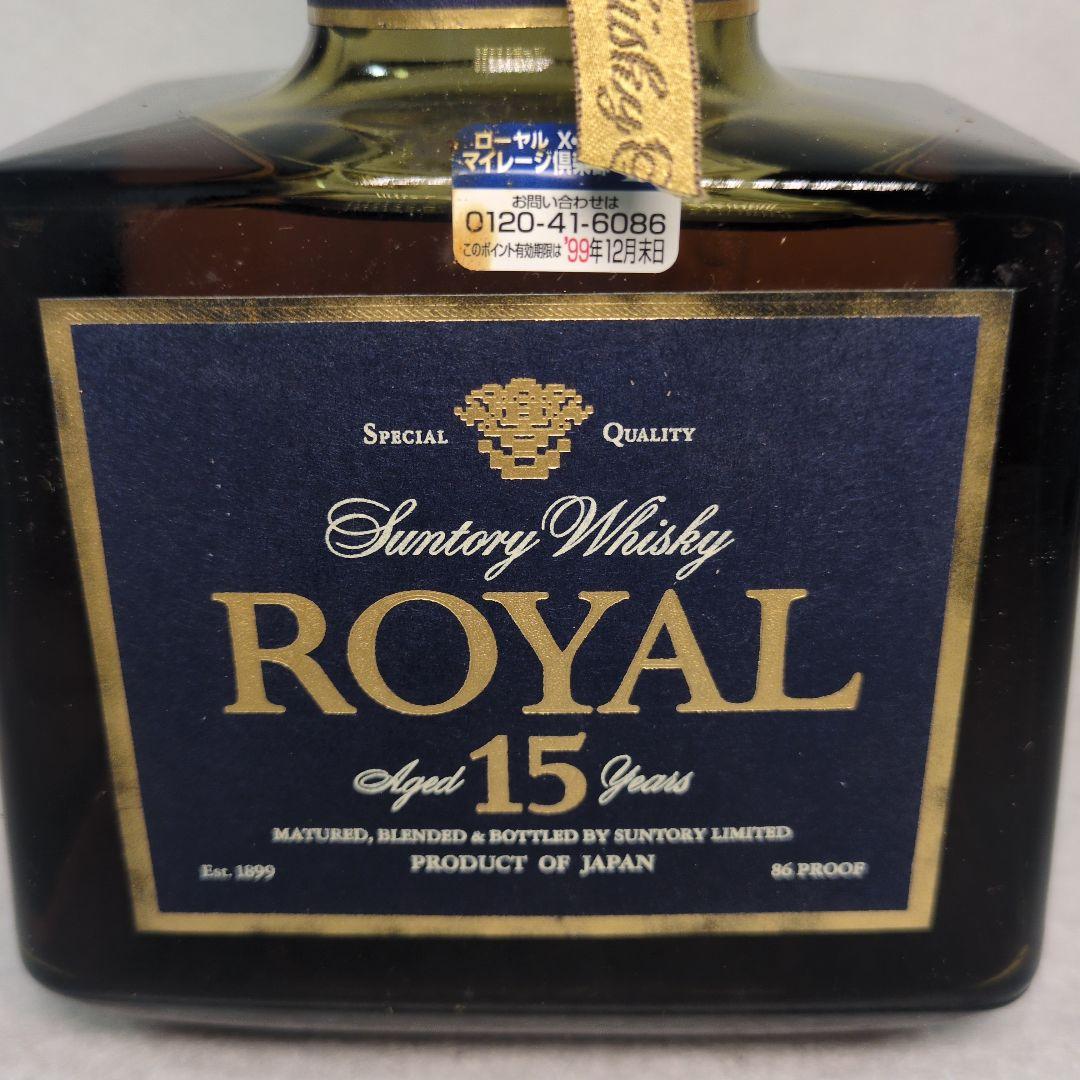 ローヤル X
マイレージ倶楽部
お問い合わせは
0120-41-6086
このポイント有効期限は'99年12月末日
SPECIAL QUALITY
Suntory Whisky
ROYAL
Aged 15 Years
MATURED, BLENDED & BOTTLED BY SUNTORY LIMITED
PRODUCT OF JAPAN
Est. 1899 86 PROOF